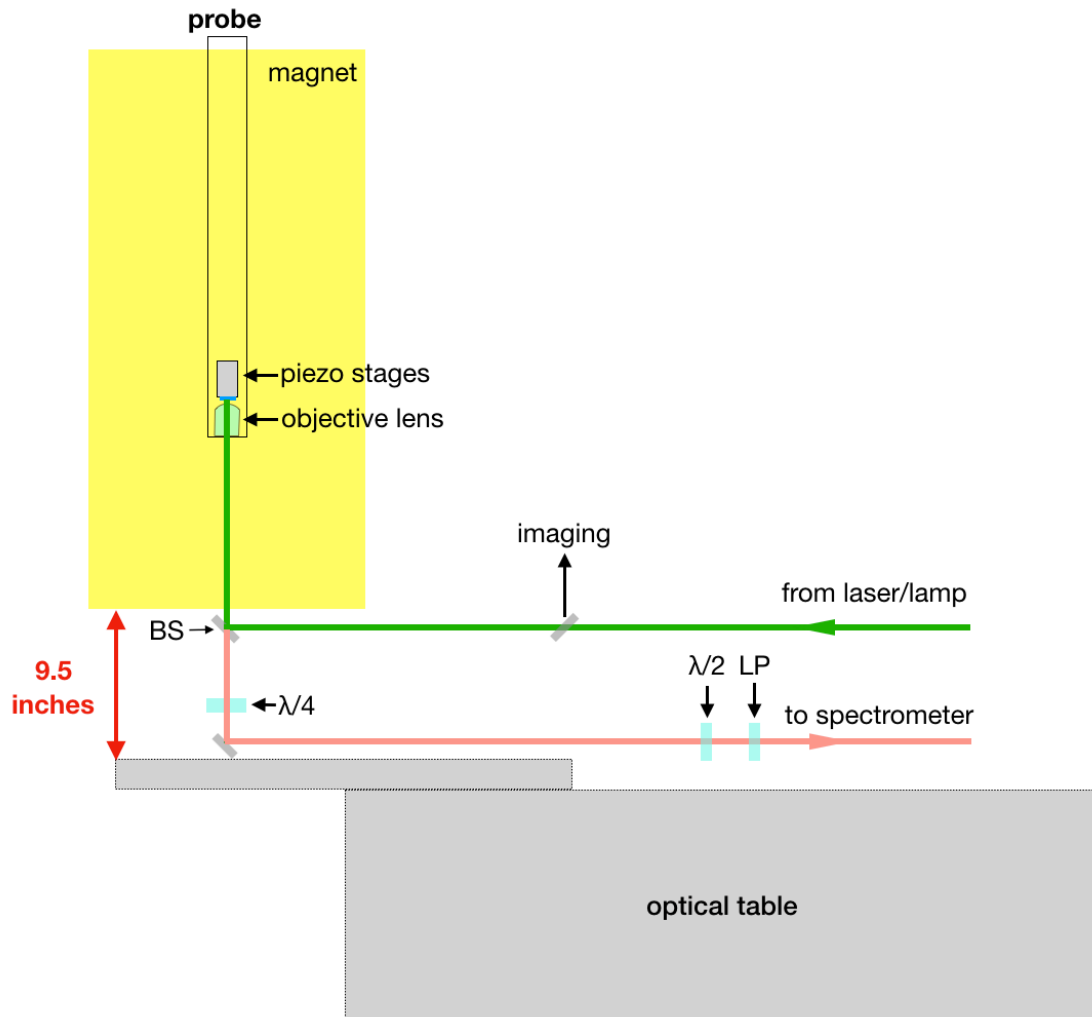 probe
magnet
piezo stages
objective lens
imaging
from laser/lamp
BS
9.5
inches
λ/4
λ/2 LP
to spectrometer
optical table